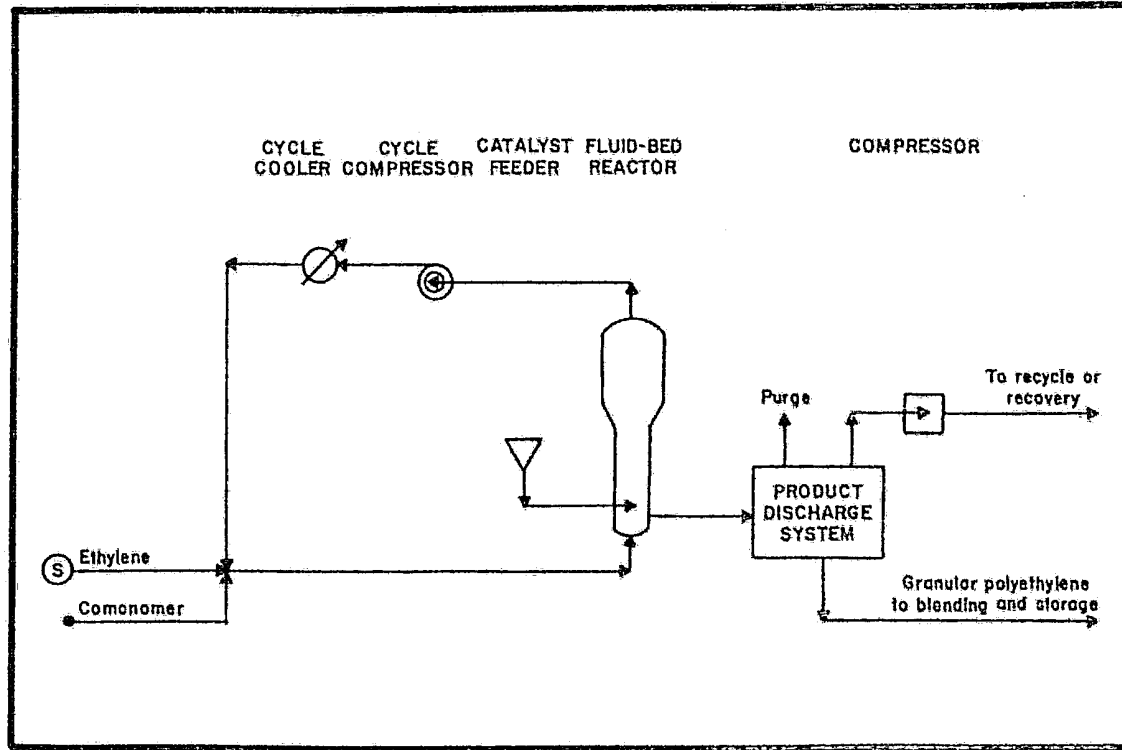 CYCLE
COOLER
CYCLE
COMPRESSOR
CATALYST
FEEDER
FLUID-BED
REACTOR
COMPRESSOR
To recycle or
recovery
Purge
PRODUCT
DISCHARGE
SYSTEM
S
Ethylene
Comonomer
Granular polyethylene
to blending and storage